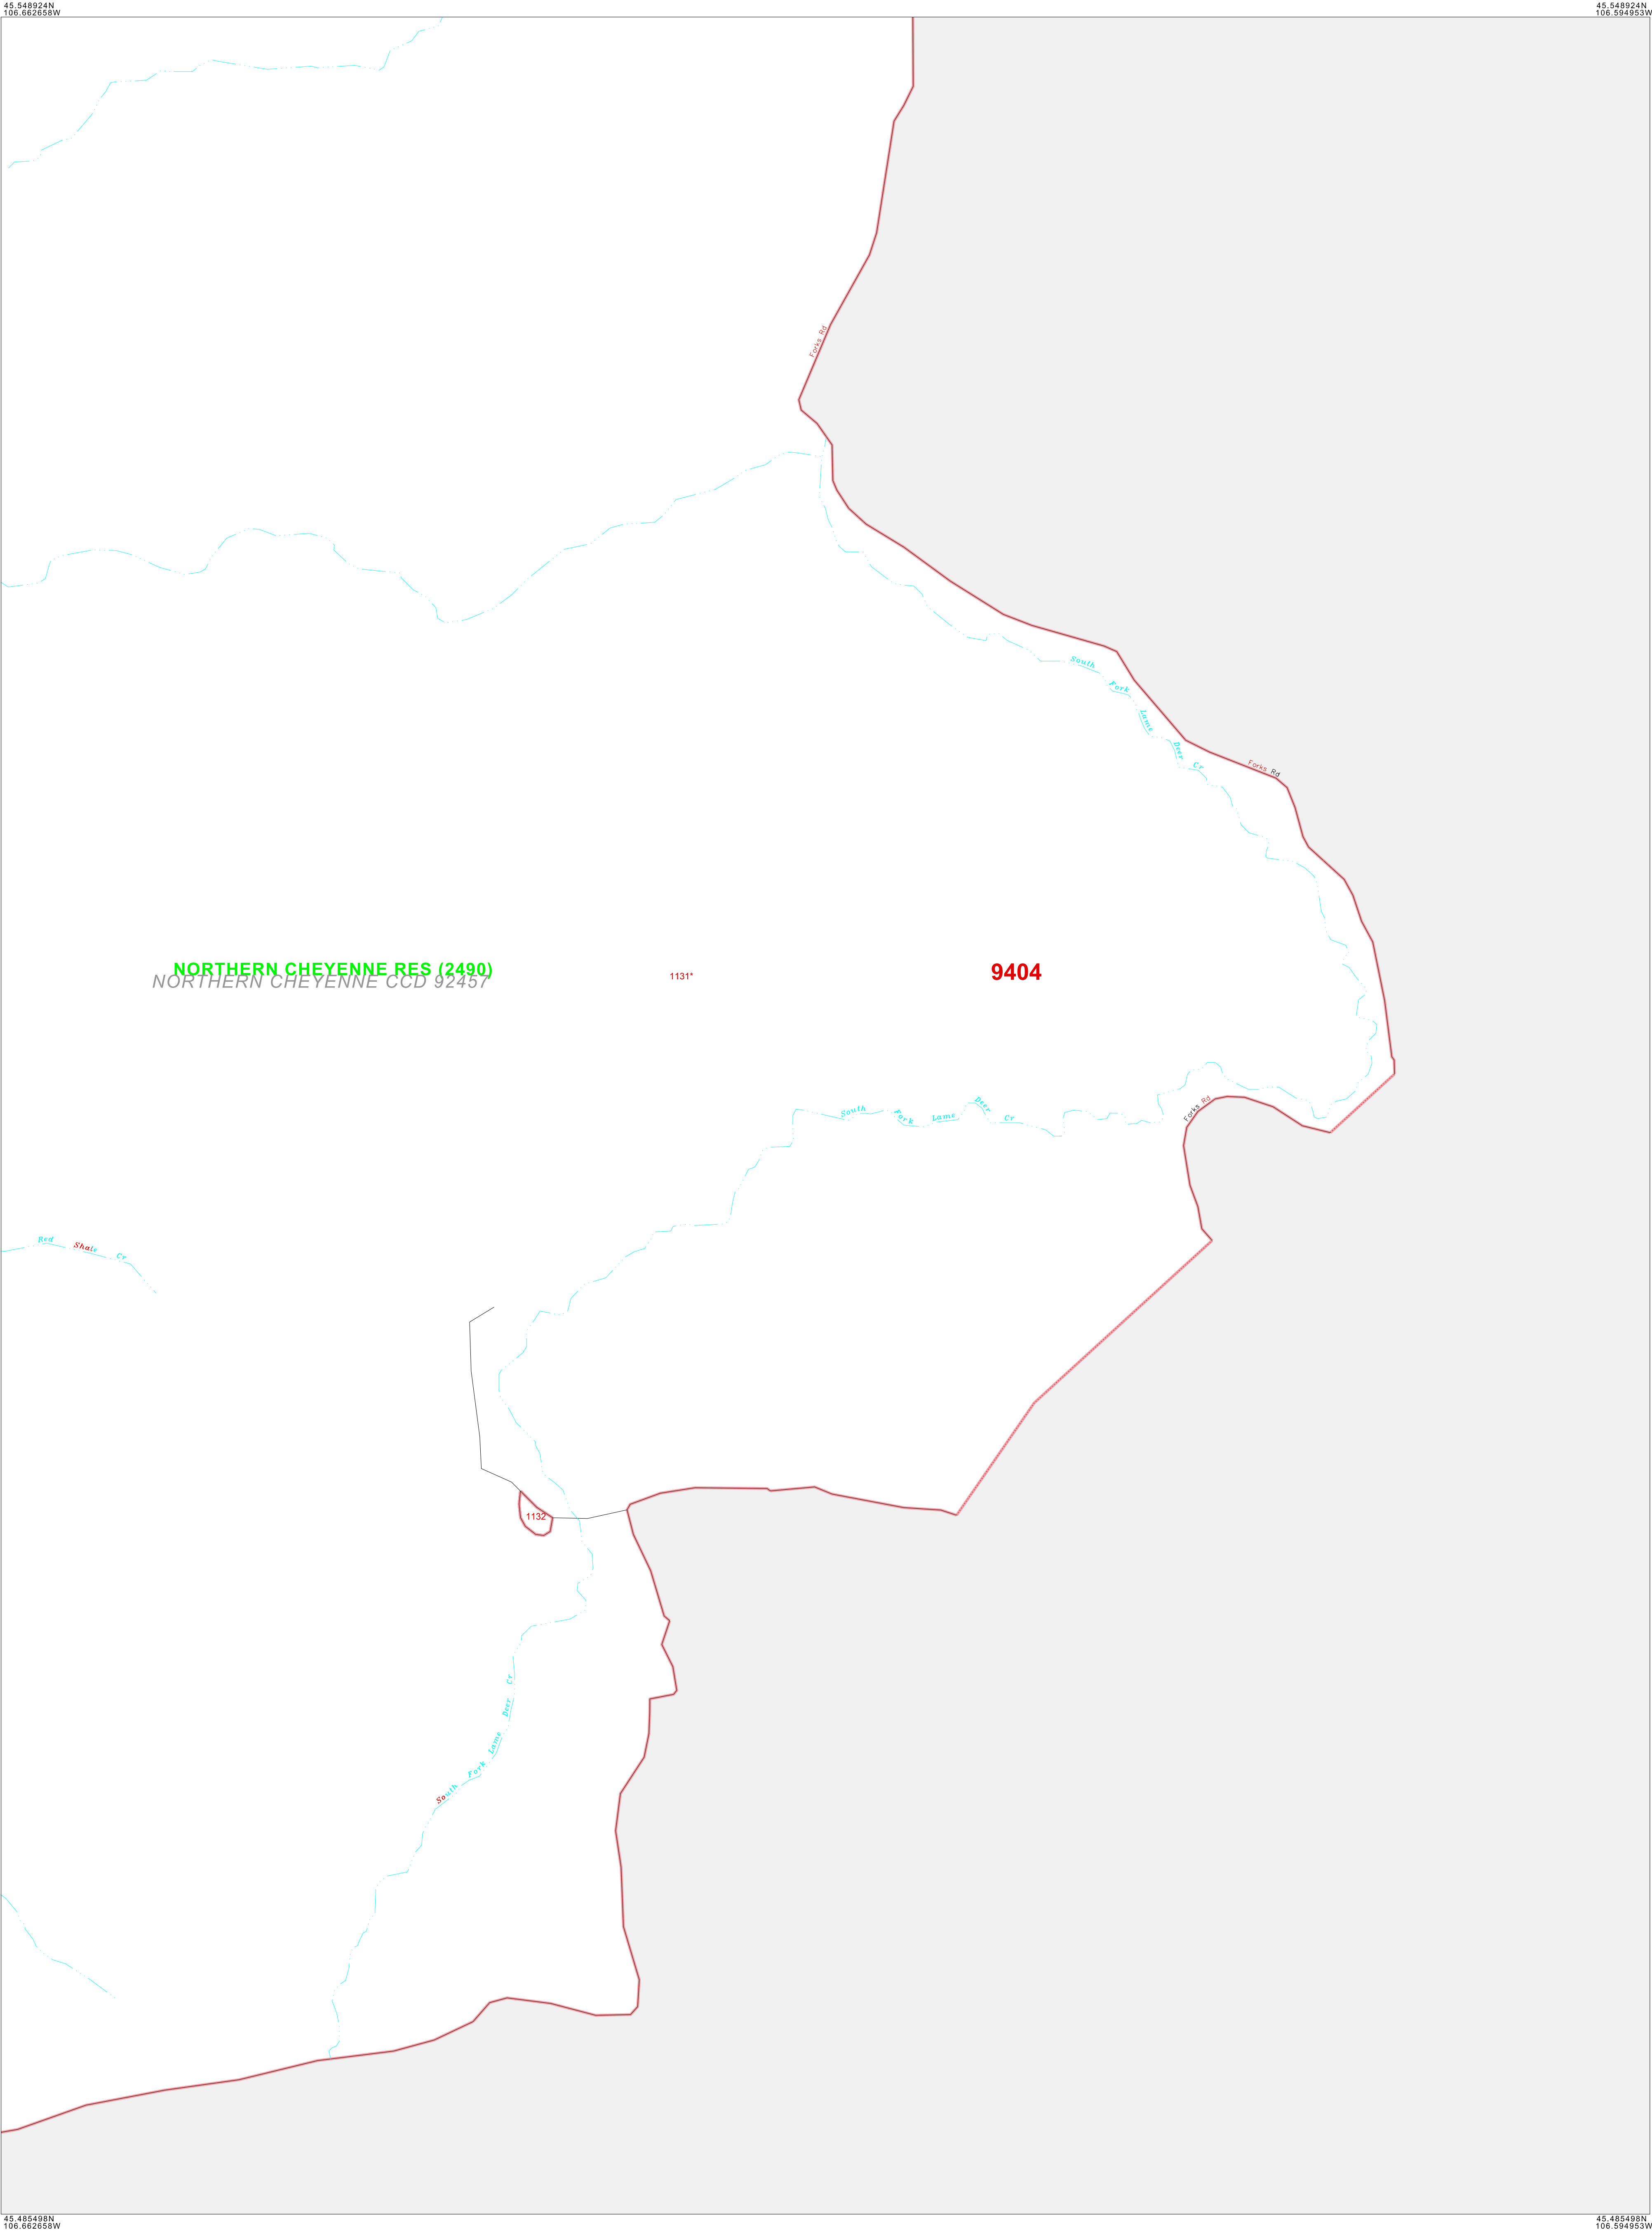 45.548924N
106.662658W
45.548924N
106.594953W
Forks Rd
South Fork Lame Deer Cr
Forks Rd
NORTHERN CHEYENNE RES (2490)
NORTHERN CHEYENNE CCD 92457
1131*
9404
South Fork Lame Deer Cr
Forks Rd
Red Shale Cr
1132
South Fork Lame Deer Cr
45.485498N
106.662658W
45.485498N
106.594953W